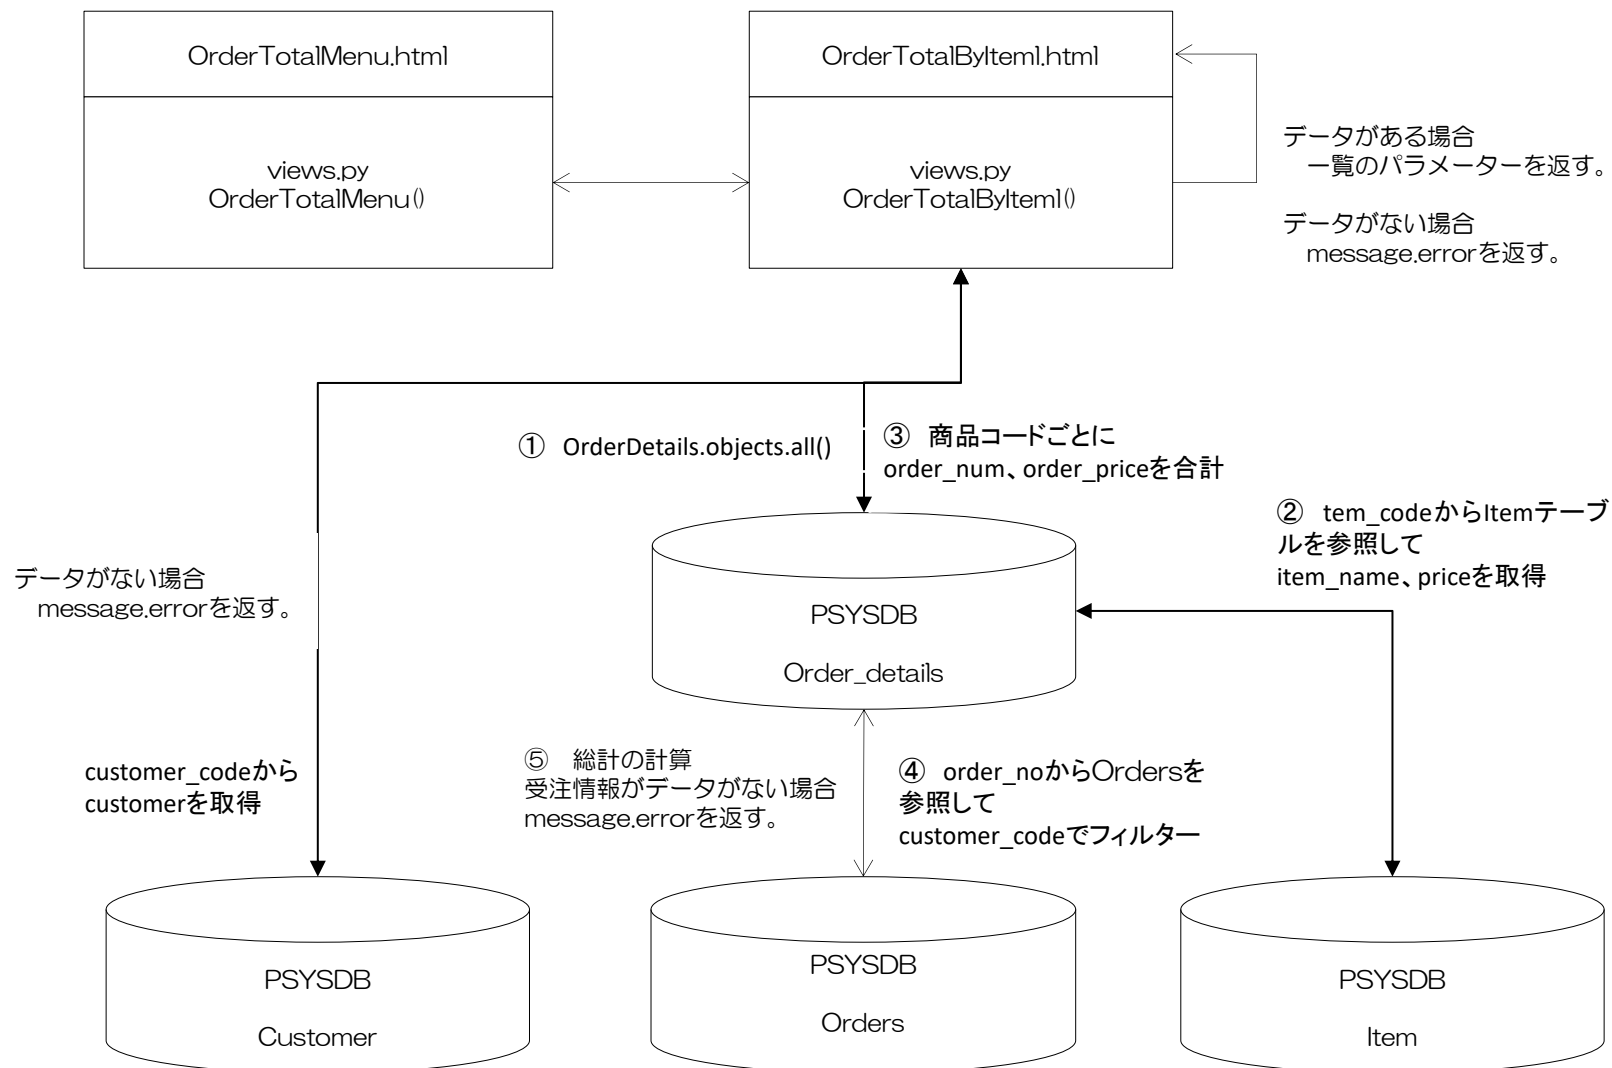 OrderTotalMenu.html
OrderTotalByItem1.html
views.py
OrderTotalMenu()
views.py
OrderTotalByItem1()
データがある場合
一覧のパラメーターを返す。
データがない場合
message.errorを返す。
① OrderDetails.objects.all()
③ 商品コードごとに
order_num、order_priceを合計
② tem_codeからItemテーブ
ルを参照して
item_name、priceを取得
データがない場合
message.errorを返す。
PSYSDB
Order_details
customer_codeから
customerを取得
⑤ 総計の計算
受注情報がデータがない場合
message.errorを返す。
④ order_noからOrdersを
参照して
customer_codeでフィルター
PSYSDB
Customer
PSYSDB
Orders
PSYSDB
Item